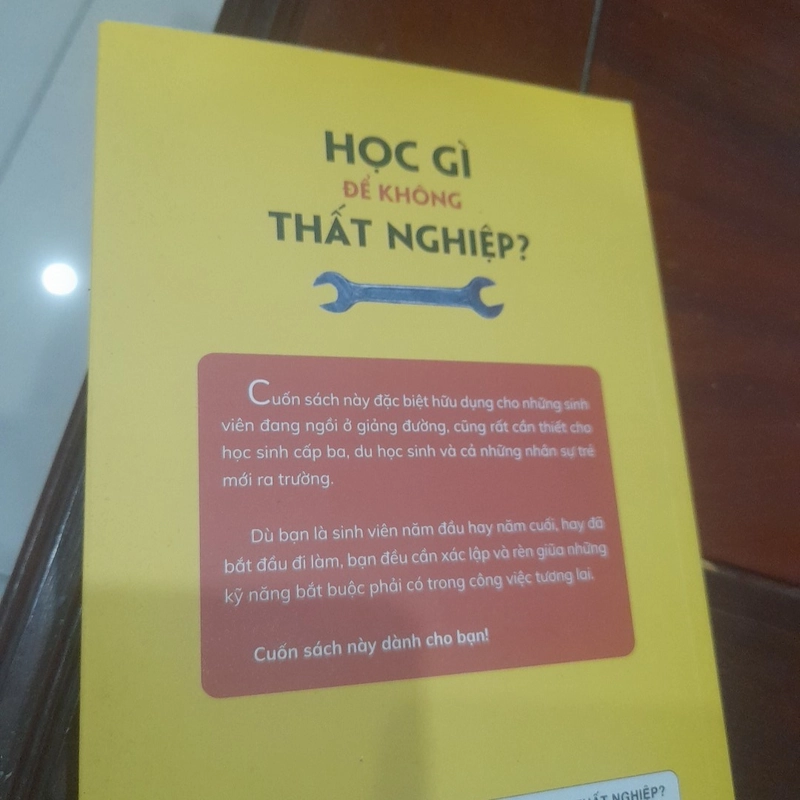 HỌC GÌ
ĐỂ KHÔNG
THẤT NGHIỆP?
Cuốn sách này đặc biệt hữu dụng cho những sinh
viên đang ngồi ở giảng đường, cũng rất cần thiết cho
học sinh cấp ba, du học sinh và cả những nhân sự trẻ
mới ra trường.
Dù bạn là sinh viên năm đầu hay năm cuối, hay đã
bắt đầu đi làm, bạn đều cần xác lập và rèn giũa những
kỹ năng bắt buộc phải có trong công việc tương lai.
Cuốn sách này dành cho bạn!
THẤT NGHIỆP?